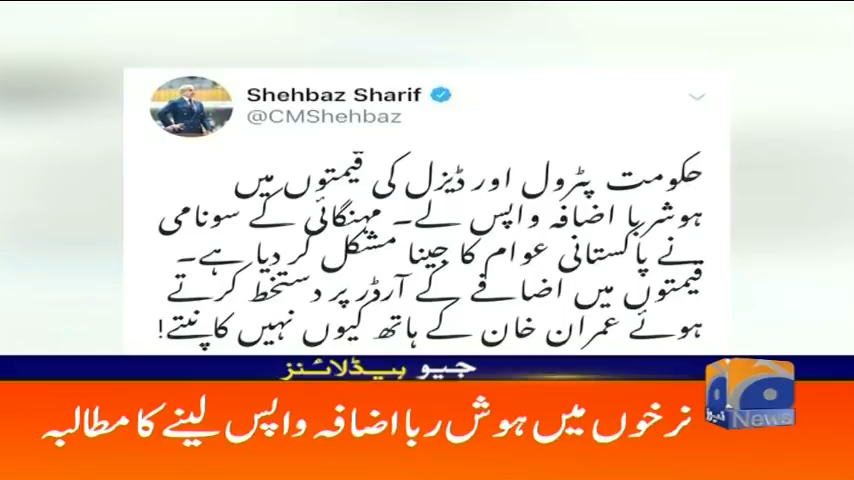 Shehbaz Sharif
@CMShehbaz
حکومت پٹرول اور ڈیزل کی قیمتوں میں
ہوشربا اضافہ واپس لے۔ مہنگائی کے سونامی
نے پاکستانی عوام کا جینا مشکل کر دیا ہے۔
قیمتوں میں اضافے کے آرڈر پر دستخط کرتے
ہوئے عمران خان کے ہاتھ کیوں نہیں کانپتے!
جیو ہیڈلائنز
نرخوں میں ہوش ربا اضافہ واپس لینے کا مطالبہ
نیوز
News